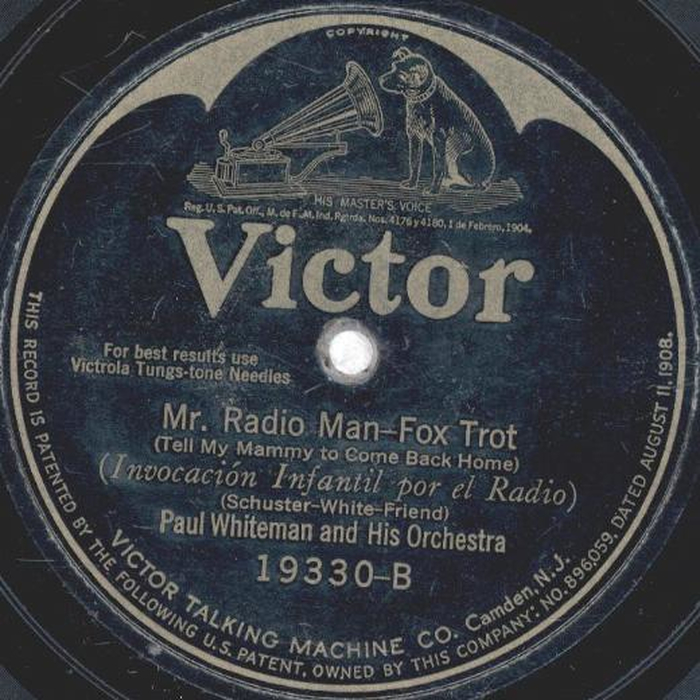 COPYRIGHT
HIS MASTER'S VOICE
Reg. U. S. Pat. Off., M. de F. M. Ind. Rgtrda. Nos. 4176 y 4180, 1 de Febrero, 1904.
Victor
For best results use
Victrola Tungs-tone Needles
Mr. Radio Man–Fox Trot
(Tell My Mammy to Come Back Home)
(Invocación Infantil por el Radio)
(Schuster–White–Friend)
Paul Whiteman and His Orchestra
19330–B
VICTOR TALKING MACHINE CO. Camden, N. J.
THIS RECORD IS PATENTED BY THE FOLLOWING U.S. PATENT, OWNED BY THIS COMPANY: NO. 896,059, DATED AUGUST 11, 1908.